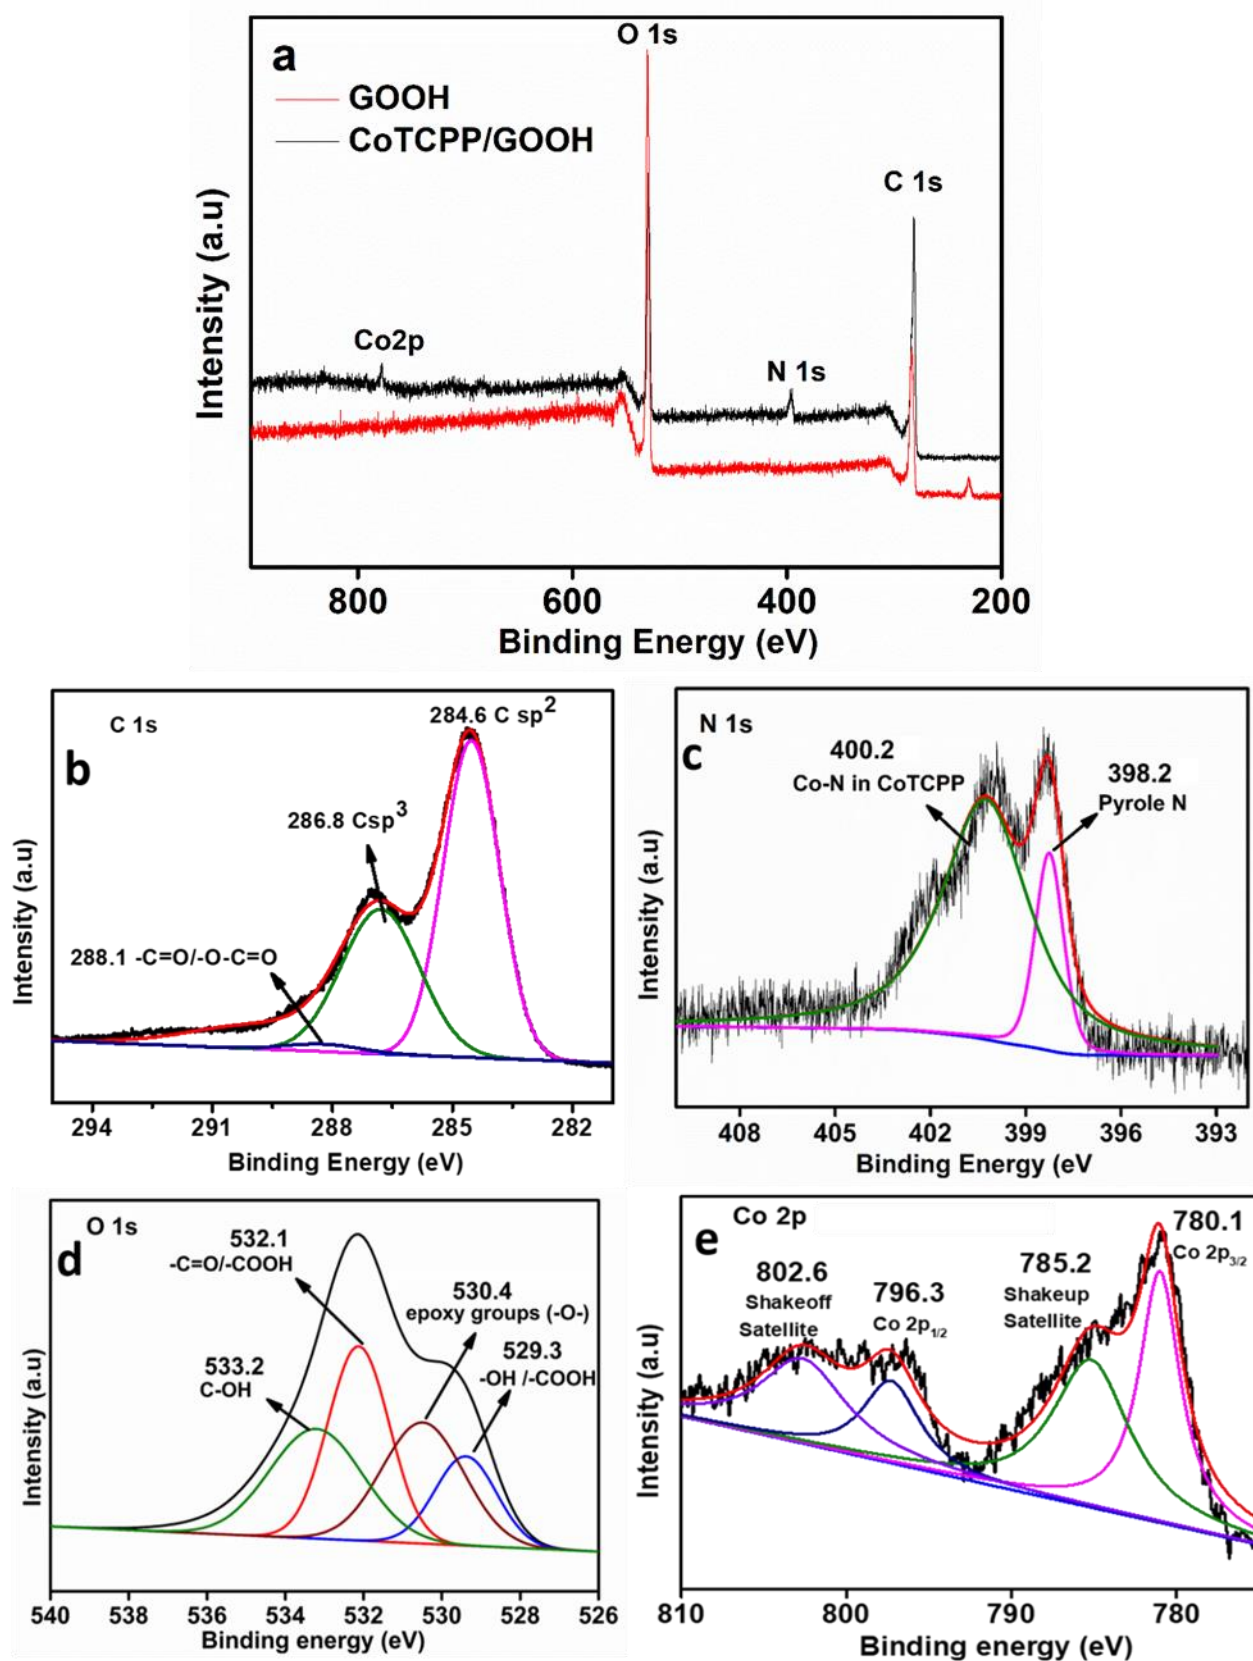 a
O 1s
GOOH
CoTCPP/GOOH
C 1s
Co2p
N 1s
Intensity (a.u)
800
600
400
200
Binding Energy (eV)
b
C 1s
284.6 C sp²
286.8 Csp³
288.1 -C=O/-O-C=O
Intensity (a.u)
294
291
288
285
282
Binding Energy (eV)
c
N 1s
400.2
Co-N in CoTCPP
398.2
Pyrole N
Intensity (a.u)
408
405
402
399
396
393
Binding Energy (eV
d
O 1s
532.1
-C=O/-COOH
530.4
epoxy groups (-O-)
529.3
-OH /-COOH
533.2
C-OH
Intensity (a.u)
540
538
536
534
532
530
528
526
Binding energy (eV)
e
Co 2p
780.1
Co 2p₃/₂
785.2
Shakeup
Satellite
802.6
Shakeoff
Satellite
796.3
Co 2p₁/₂
Intensity (a.u)
810
800
790
780
Binding energy (eV)